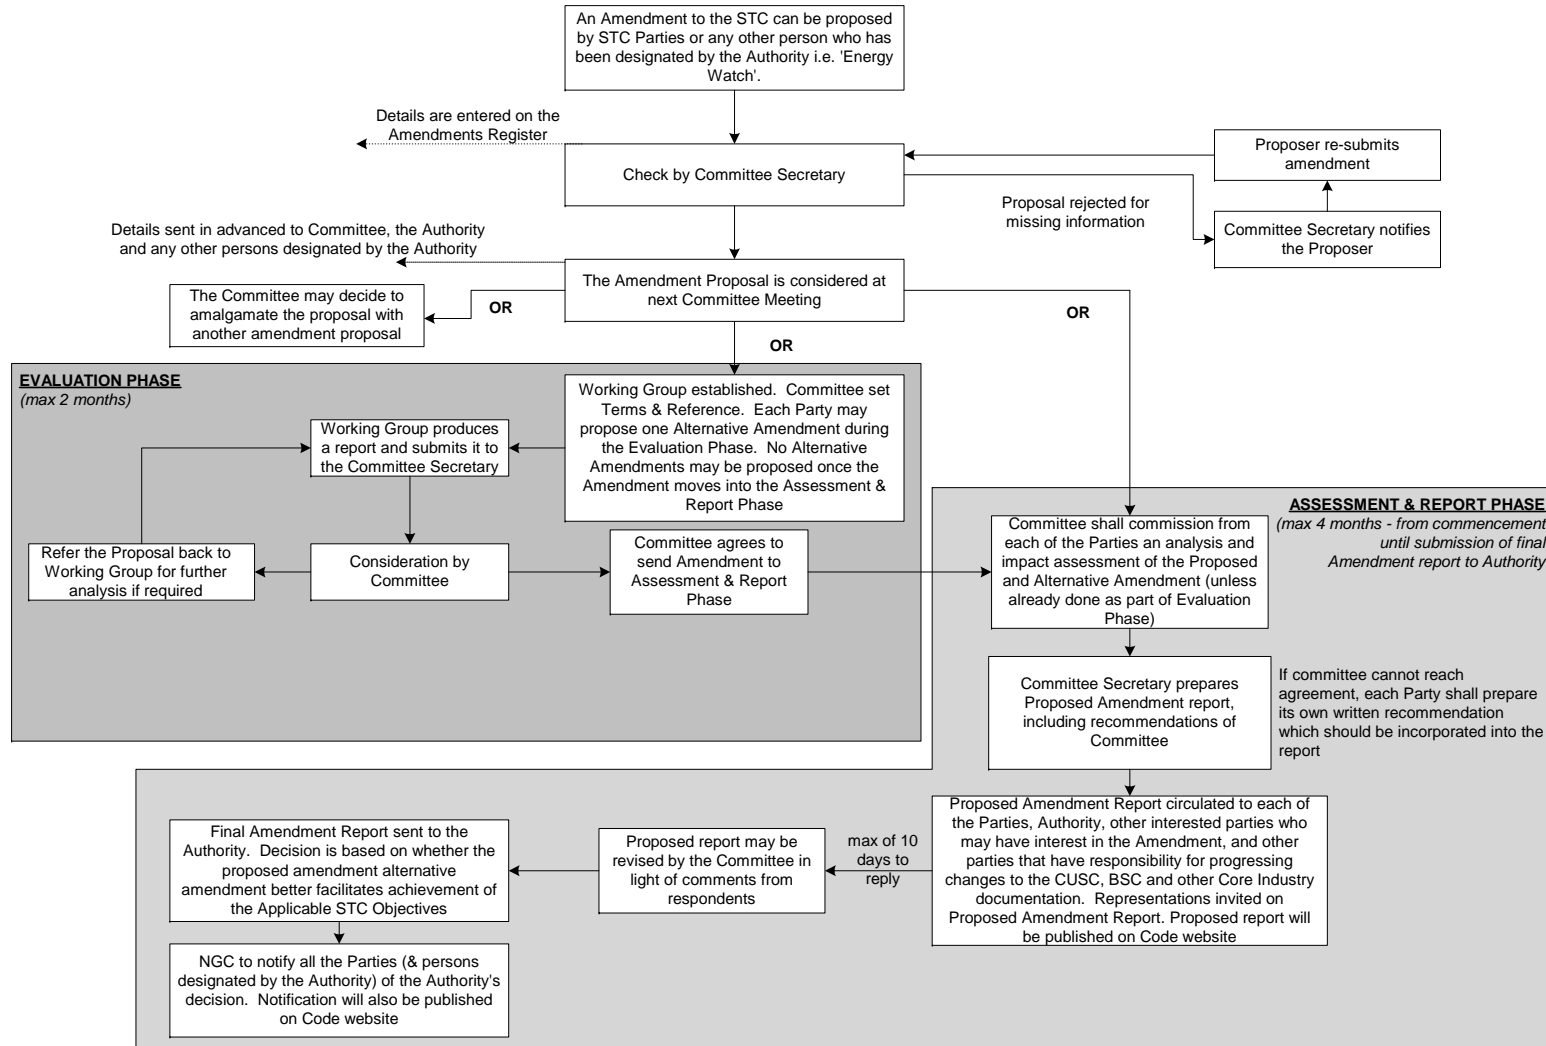 An Amendment to the STC can be proposed
by STC Parties or any other person who has
been designated by the Authority i.e. 'Energy
Watch'.
Details are entered on the
Amendments Register
Check by Committee Secretary
Proposer re-submits
amendment
Proposal rejected for
missing information
Committee Secretary notifies
the Proposer
Details sent in advanced to Committee, the Authority
and any other persons designated by the Authority
The Amendment Proposal is considered at
next Committee Meeting
The Committee may decide to
amalgamate the proposal with
another amendment proposal
OR
OR
OR
EVALUATION PHASE
(max 2 months)
Working Group established.  Committee set
Terms & Reference.  Each Party may
propose one Alternative Amendment during
the Evaluation Phase.  No Alternative
Amendments may be proposed once the
Amendment moves into the Assessment &
Report Phase
Working Group produces
a report and submits it to
the Committee Secretary
Refer the Proposal back to
Working Group for further
analysis if required
Consideration by
Committee
Committee agrees to
send Amendment to
Assessment & Report
Phase
ASSESSMENT & REPORT PHASE
(max 4 months - from commencement
until submission of final
Amendment report to Authority
Committee shall commission from
each of the Parties an analysis and
impact assessment of the Proposed
and Alternative Amendment (unless
already done as part of Evaluation
Phase)
Committee Secretary prepares
Proposed Amendment report,
including recommendations of
Committee
If committee cannot reach
agreement, each Party shall prepare
its own written recommendation
which should be incorporated into the
report
Proposed Amendment Report circulated to each of
the Parties, Authority, other interested parties who
may have interest in the Amendment, and other
parties that have responsibility for progressing
changes to the CUSC, BSC and other Core Industry
documentation.  Representations invited on
Proposed Amendment Report. Proposed report will
be published on Code website
max of 10
days to
reply
Proposed report may be
revised by the Committee in
light of comments from
respondents
Final Amendment Report sent to the
Authority.  Decision is based on whether the
proposed amendment alternative
amendment better facilitates achievement of
the Applicable STC Objectives
NGC to notify all the Parties (& persons
designated by the Authority) of the Authority's
decision.  Notification will also be published
on Code website